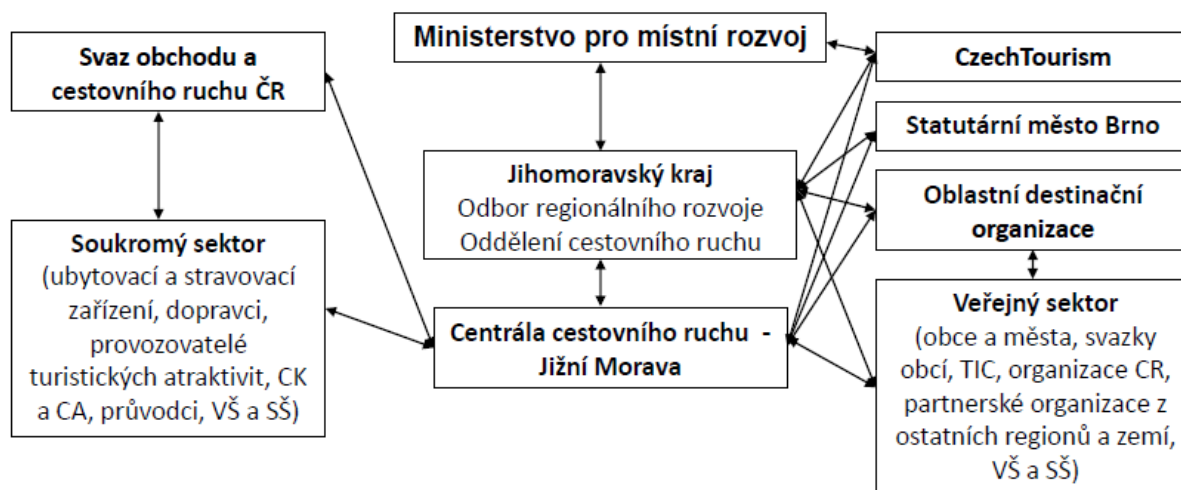 Svaz obchodu a
cestovního ruchu ČR
Soukromý sektor
(ubytovací a stravovací
zařízení, dopravci,
provozovatelé
turistických atraktivit, CK
a CA, průvodci, VŠ a SŠ)
Ministerstvo pro místní rozvoj
Jihomoravský kraj
Odbor regionálního rozvoje
Oddělení cestovního ruchu
Centrála cestovního ruchu -
Jižní Morava
CzechTourism
Statutární město Brno
Oblastní destinační
organizace
Veřejný sektor
(obce a města, svazky
obcí, TIC, organizace CR,
partnerské organizace z
ostatních regionů a zemí,
VŠ a SŠ)